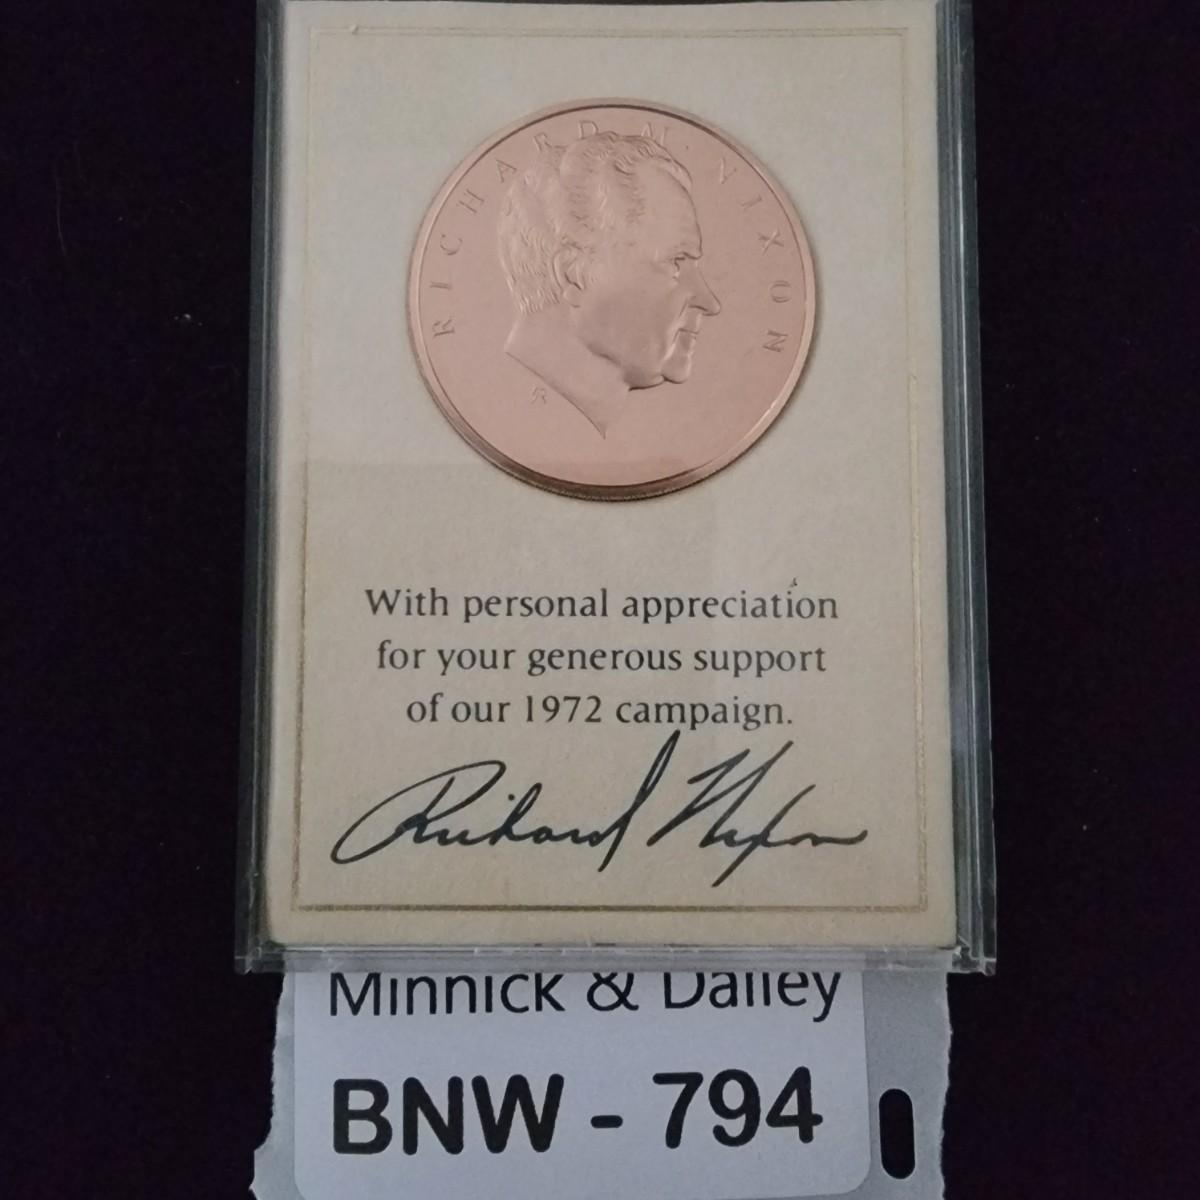 RICHARD M. NIXON
With personal appreciation
for your generous support
of our 1972 campaign.
Richard Nixon
Minnick & Dailey
BNW - 794